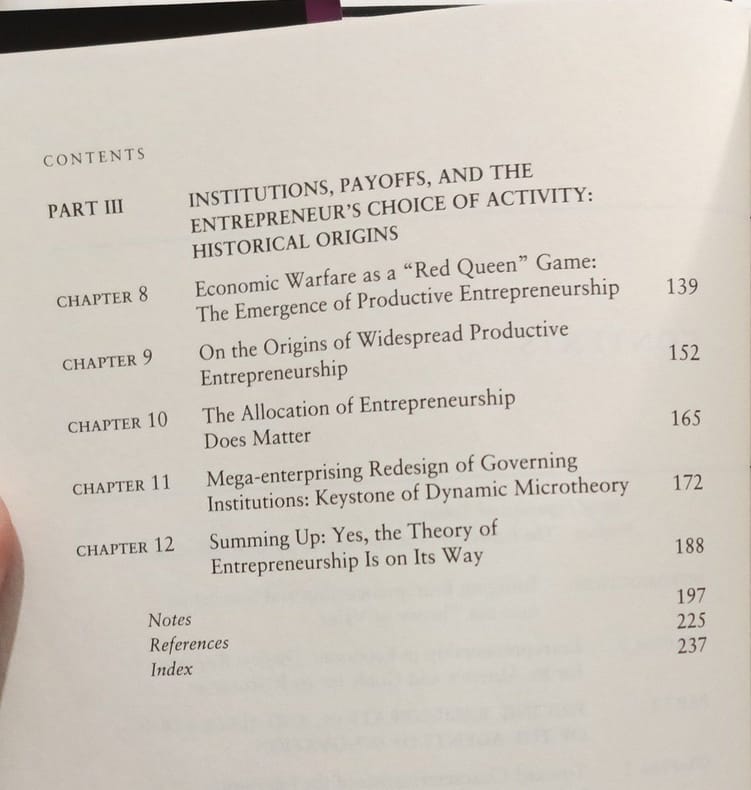 CONTENTS
PART III INSTITUTIONS, PAYOFFS, AND THE
ENTREPRENEUR'S CHOICE OF ACTIVITY:
HISTORICAL ORIGINS
CHAPTER 8 Economic Warfare as a “Red Queen” Game:
The Emergence of Productive Entrepreneurship 139
CHAPTER 9 On the Origins of Widespread Productive
Entrepreneurship 152
CHAPTER 10 The Allocation of Entrepreneurship
Does Matter 165
CHAPTER 11 Mega-enterprising Redesign of Governing
Institutions: Keystone of Dynamic Microtheory 172
CHAPTER 12 Summing Up: Yes, the Theory of
Entrepreneurship Is on Its Way 188
Notes 197
References 225
Index 237